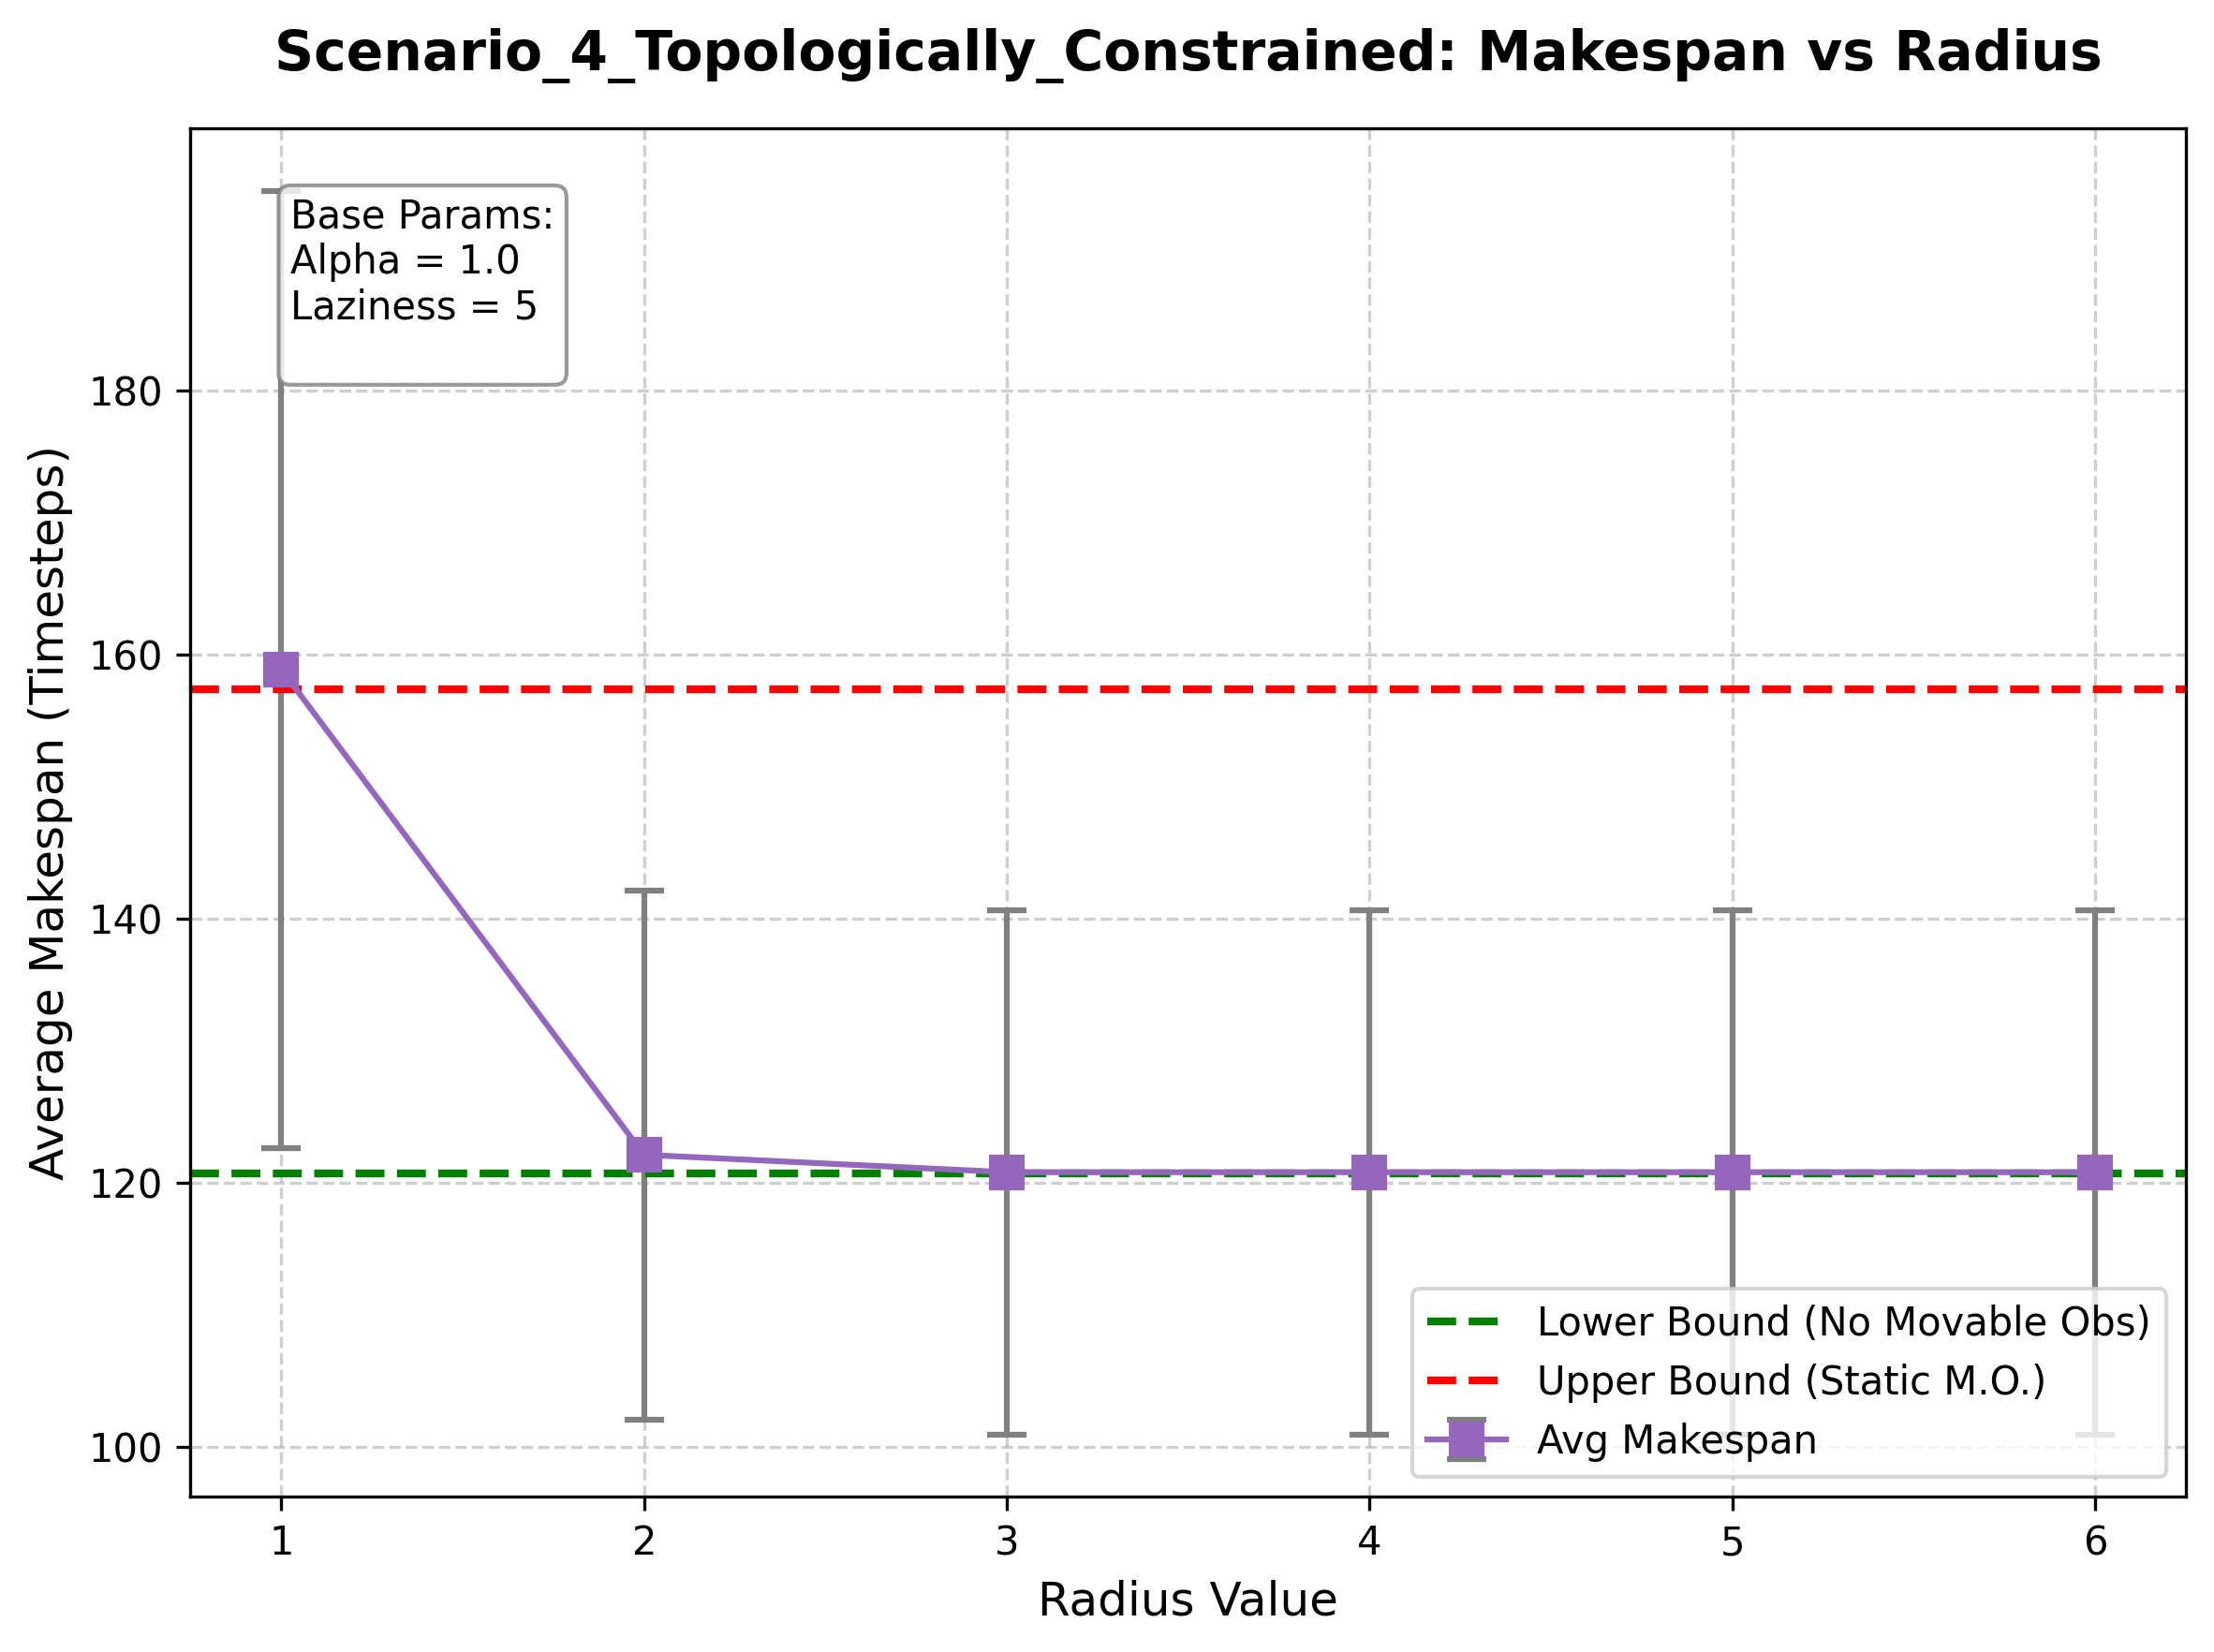 Scenario_4_Topologically_Constrained: Makespan vs Radius
Base Params:
Alpha = 1.0
Laziness = 5
Average Makespan (Timesteps)
180
160
140
120
100
Lower Bound (No Movable Obs)
Upper Bound (Static M.O.)
Avg Makespan
1 2 3 4 5 6
Radius Value